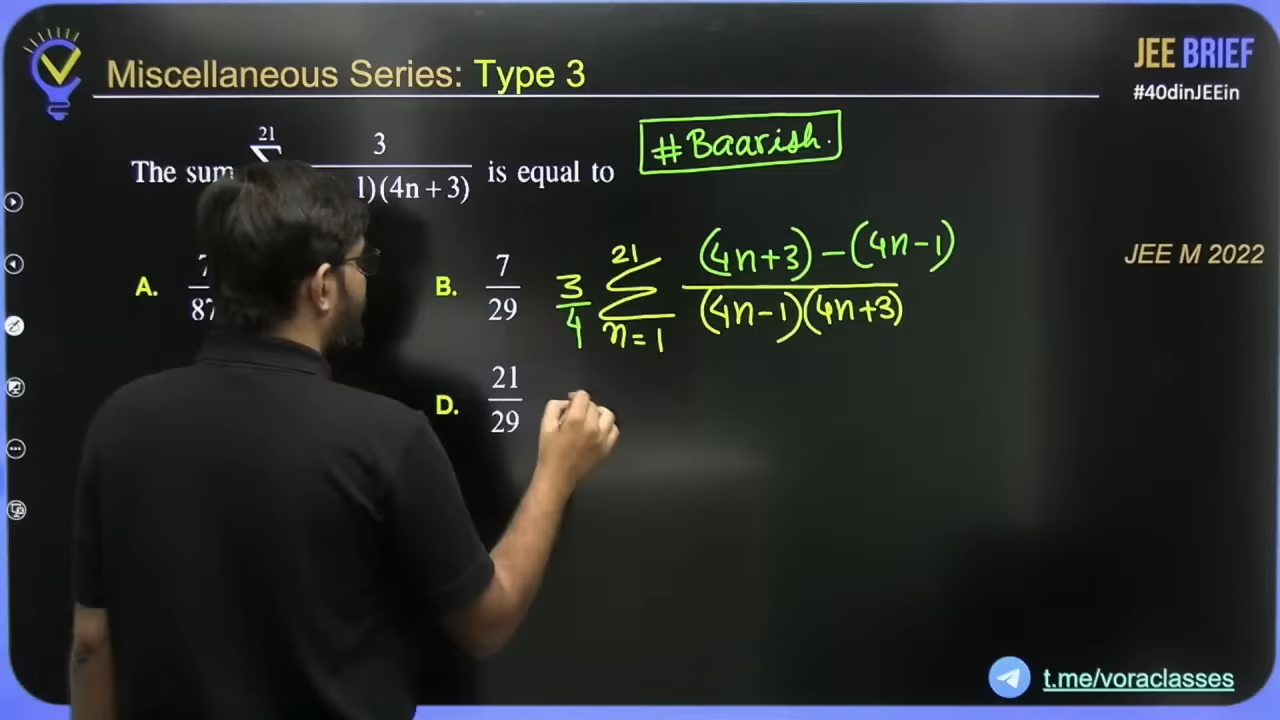 Miscellaneous Series: Type 3
JEE BRIEF
#40dinJEEin
The sum 21 3 1)(4n + 3) is equal to
#Baarish.
JEE M 2022
A. 7/87
B. 7/29
3/4 21 Σ n=1 (4n+3)-(4n-1) / (4n-1)(4n+3)
D. 21/29
t.me/voraclasses